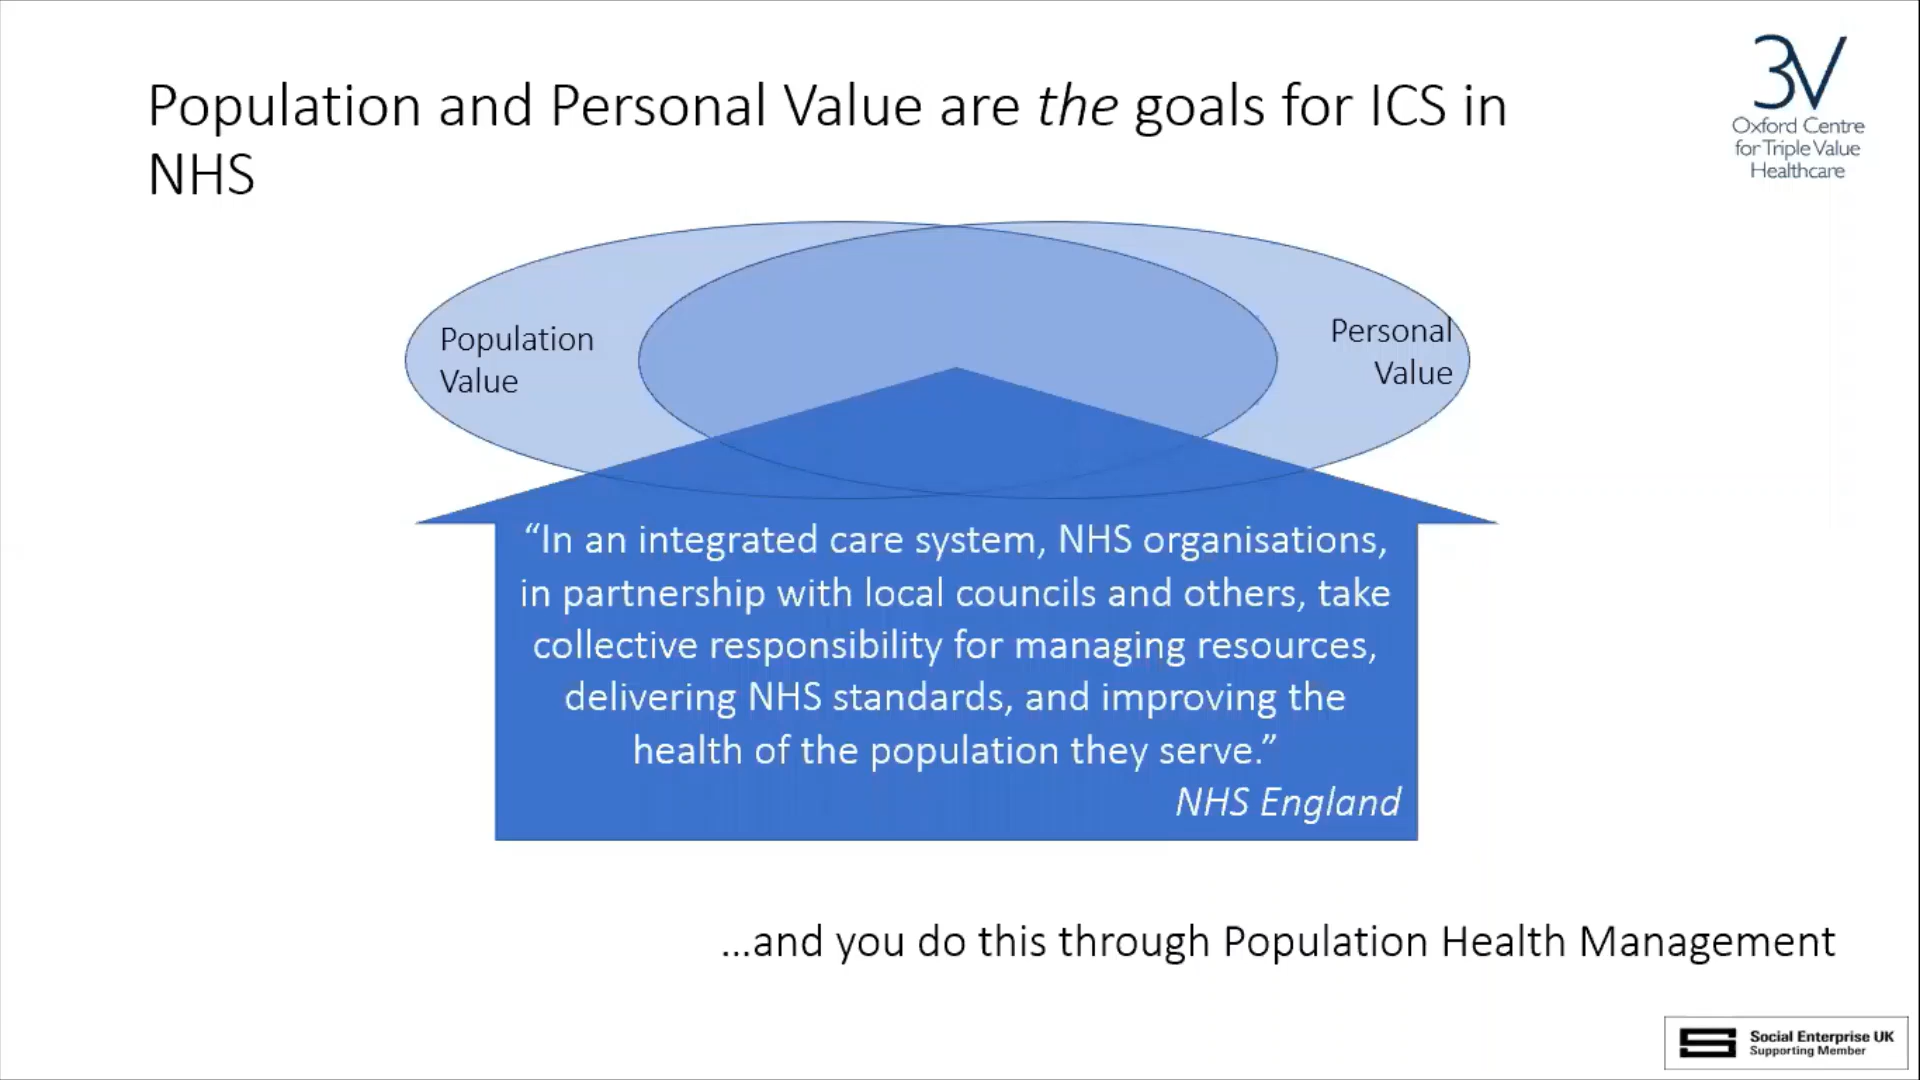 Population and Personal Value are the goals for ICS in
NHS
3V
Oxford Centre
for Triple Value
Healthcare
Population
Value
Personal
Value
“In an integrated care system, NHS organisations,
in partnership with local councils and others, take
collective responsibility for managing resources,
delivering NHS standards, and improving the
health of the population they serve.”
NHS England
...and you do this through Population Health Management
Social Enterprise UK
Supporting Member